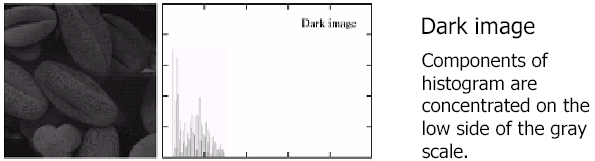 Dark image
Dark image
Components of
histogram are
concentrated on the
low side of the gray
scale.